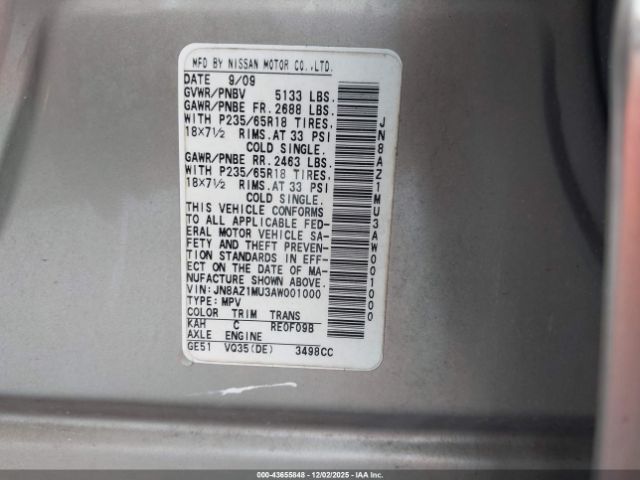 MFD BY NISSAN MOTOR CO.,LTD.
DATE 9/09
GVWR/PNBV 5133 LBS.
GAWR/PNBE FR. 2688 LBS.
WITH P235/65R18 TIRES,
18×7½ RIMS. AT 33 PSI
COLD SINGLE.
GAWR/PNBE RR. 2463 LBS.
WITH P235/65R18 TIRES,
18×7½ RIMS. AT 33 PSI
COLD SINGLE.
THIS VEHICLE CONFORMS
TO ALL APPLICABLE FED-
ERAL MOTOR VEHICLE SA-
FETY AND THEFT PREVEN-
TION STANDARDS IN EFF-
ECT ON THE DATE OF MA-
NUFACTURE SHOWN ABOVE.
VIN: JN8AZ1MU3AW001000
TYPE: MPV
COLOR TRIM TRANS
KAH C RE0F09B
AXLE ENGINE
GE51 VQ35(DE) 3498CC
JN8AZ1MU3AW001000
000-43655848 - 12/02/2025 - IAA Inc.